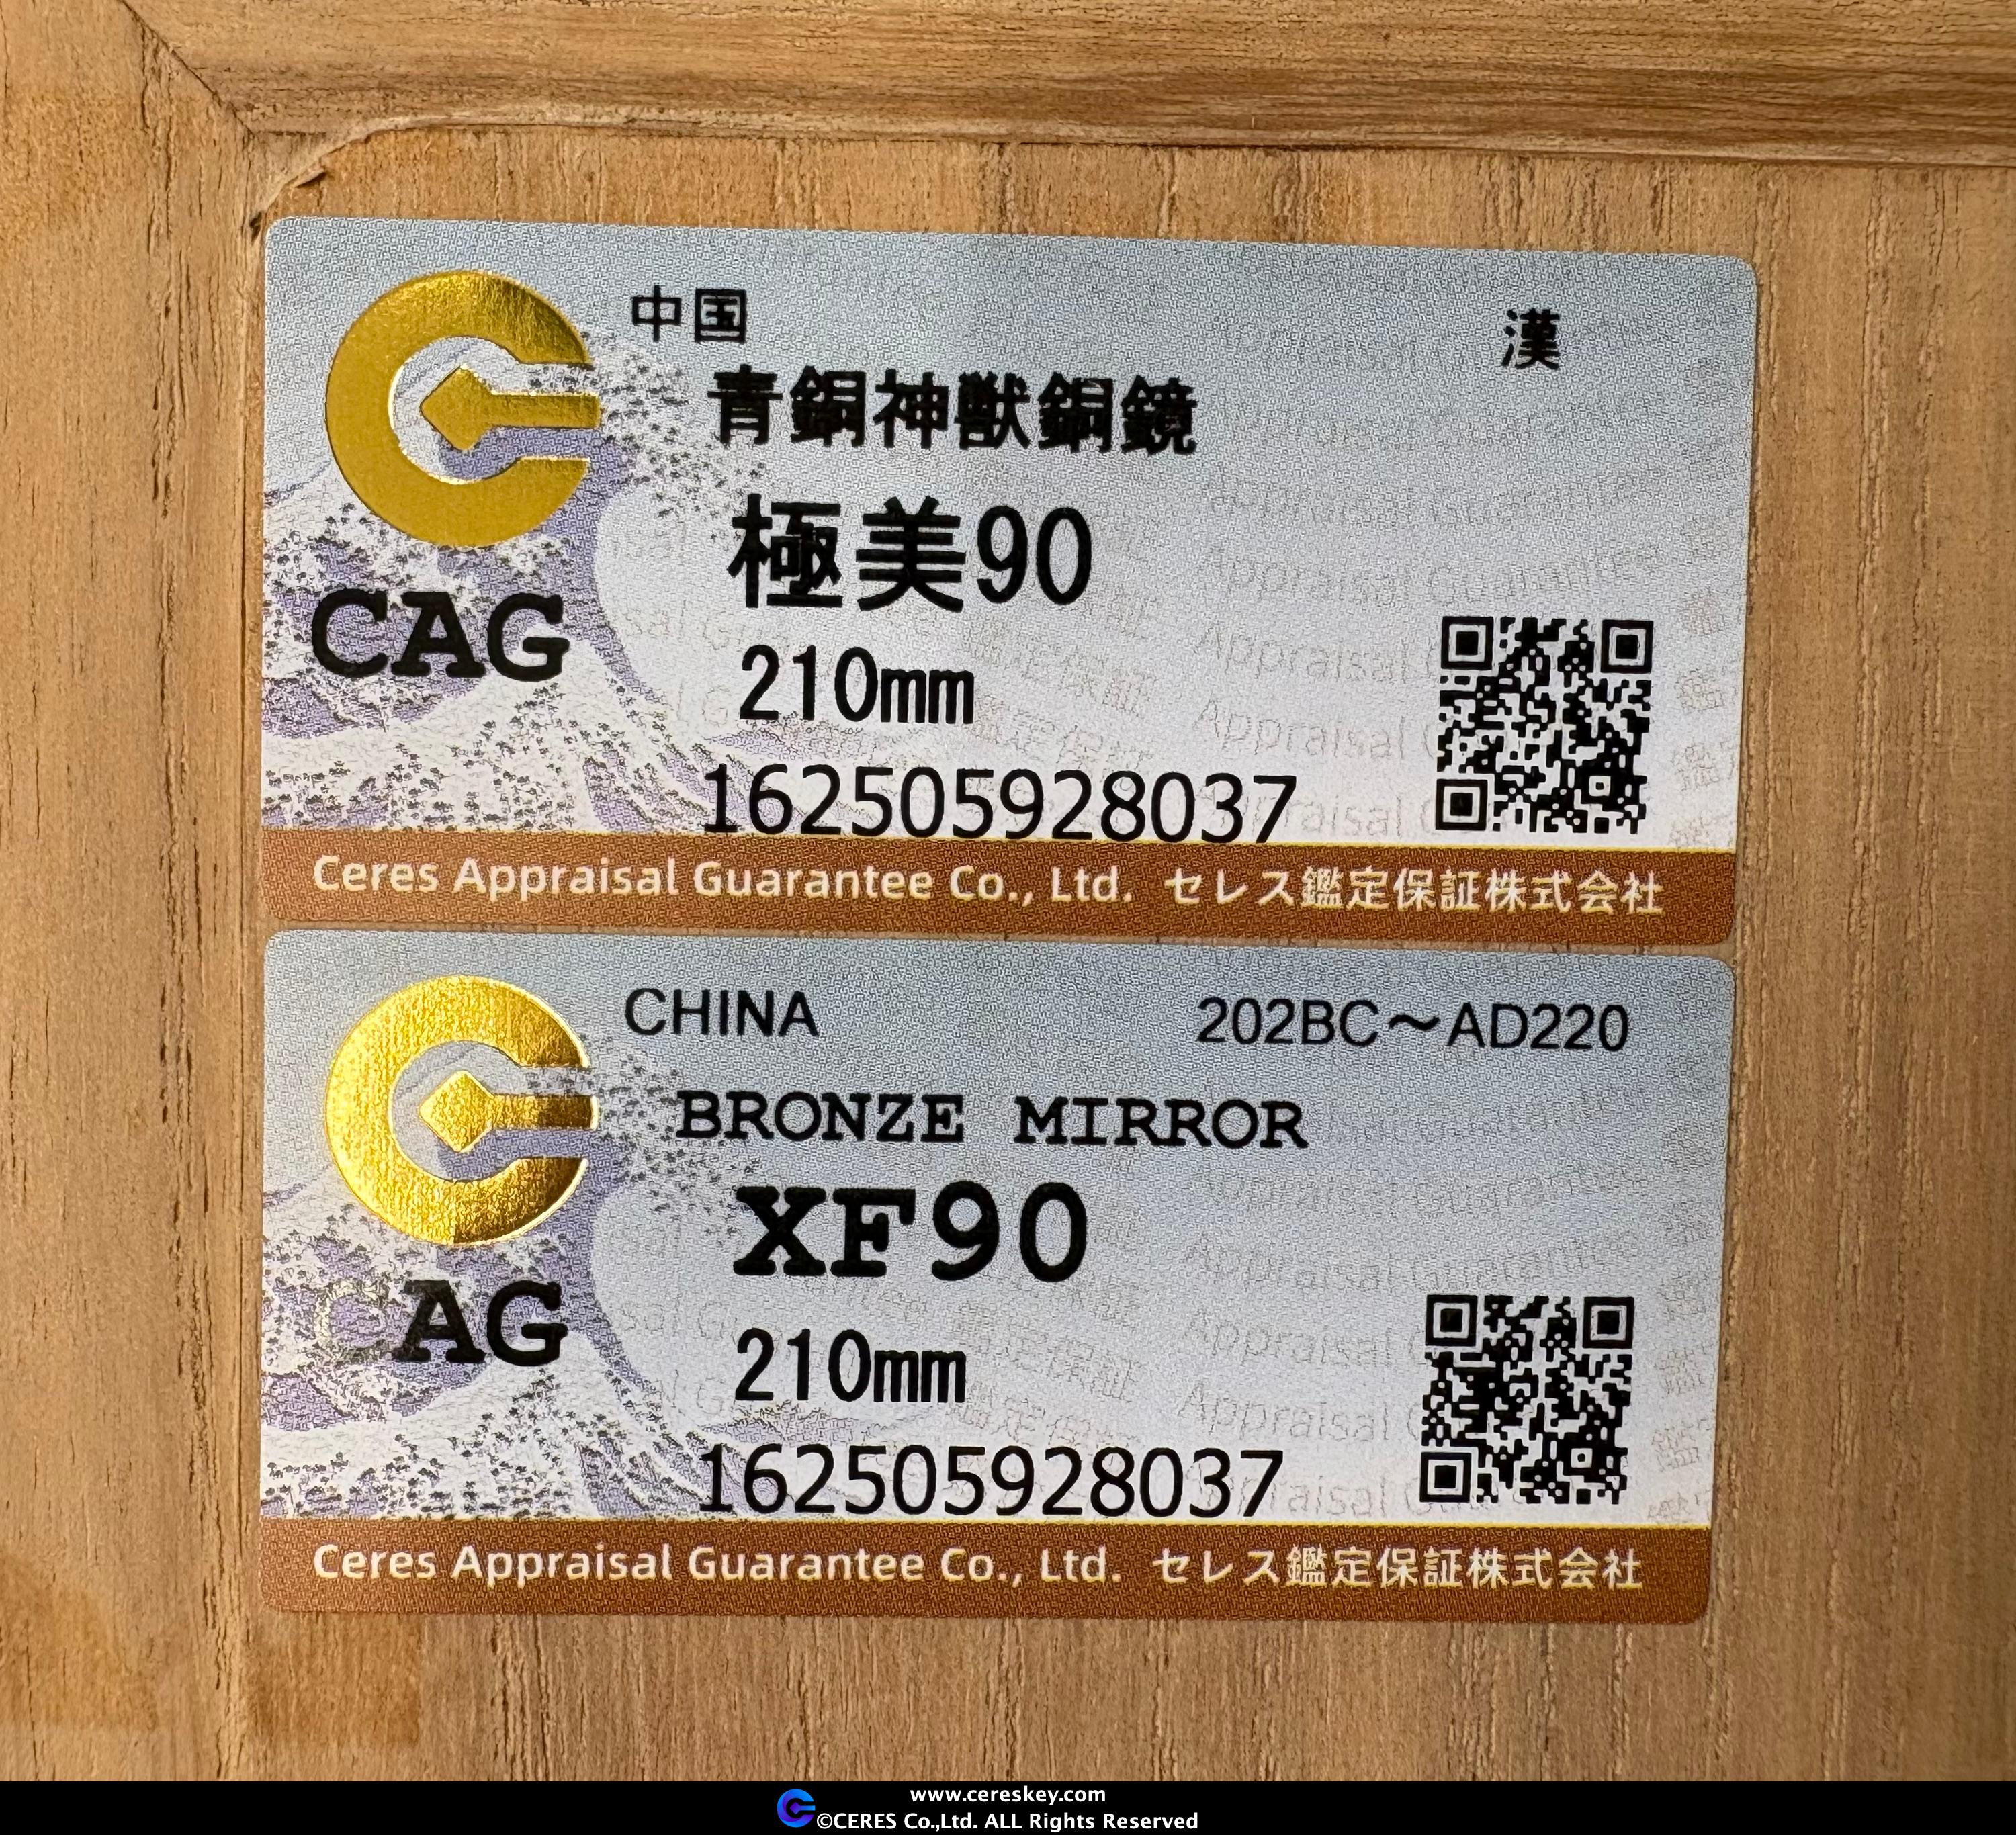 中国 漢
青銅神獣銅鏡
極美90
CAG
210mm
162505928037
Ceres Appraisal Guarantee Co., Ltd. セレス鑑定保証株式会社
CHINA 202BC～AD220
BRONZE MIRROR
XF90
CAG
210mm
162505928037
Ceres Appraisal Guarantee Co., Ltd. セレス鑑定保証株式会社
www.cereskey.com
©CERES Co.,Ltd. ALL Rights Reserved